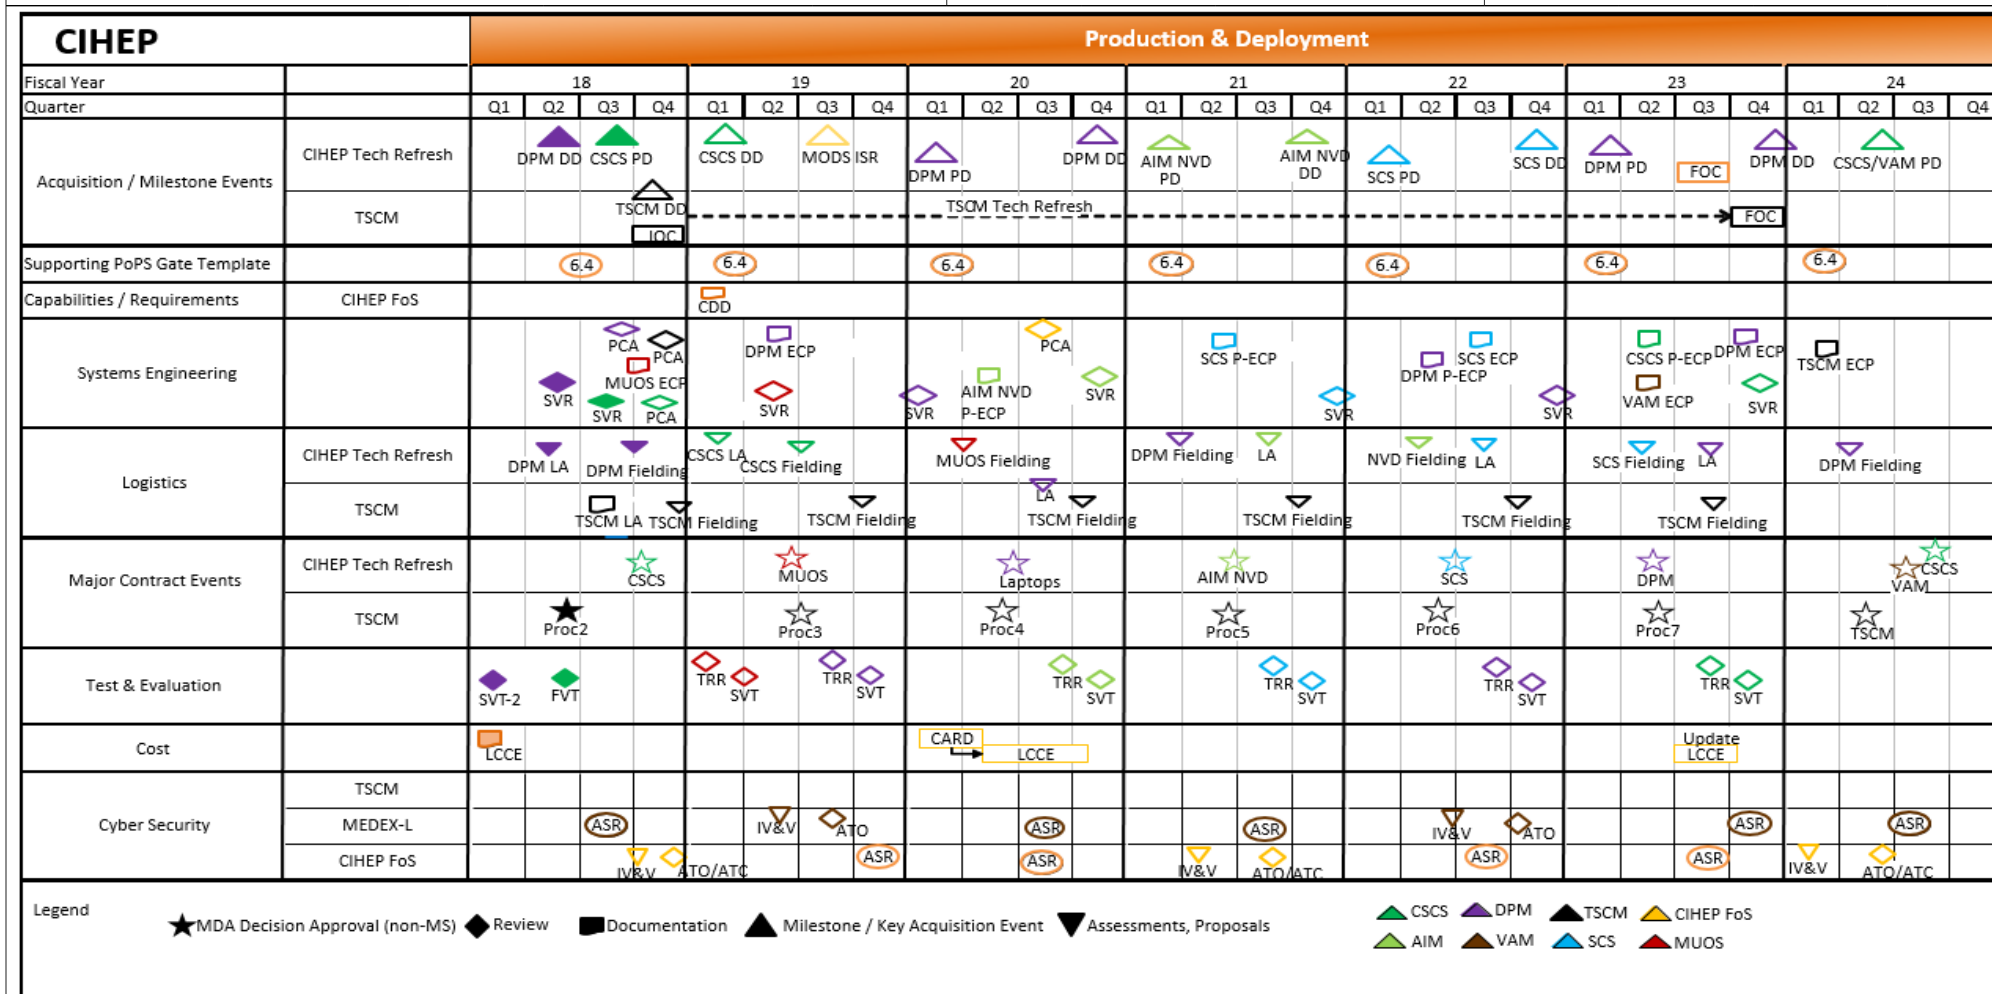 CIHEP
Production & Deployment
Fiscal Year 18 19 20 21 22 23 24
Quarter Q1 Q2 Q3 Q4 Q1 Q2 Q3 Q4 Q1 Q2 Q3 Q4 Q1 Q2 Q3 Q4 Q1 Q2 Q3 Q4 Q1 Q2 Q3 Q4 Q1 Q2 Q3 Q4
Acquisition / Milestone Events
CIHEP Tech Refresh
DPM DD CSCS PD CSCS DD MODS ISR DPM PD DPM DD AIM NVD PD AIM NVD DD SCS PD SCS DD DPM PD FOC DPM DD CSCS/VAM PD
TSCM
TSCM DD
IOC
TSCM Tech Refresh
FOC
Supporting PoPS Gate Template 6.4 6.4 6.4 6.4 6.4 6.4 6.4
Capabilities / Requirements CIHEP FoS CDD
Systems Engineering
PCA PCA DPM ECP PCA SCS P-ECP SCS ECP CSCS P-ECP DPM ECP TSCM ECP
MUOS ECP AIM NVD P-ECP DPM P-ECP VAM ECP
SVR SVR PCA SVR SVR SVR SVR SVR SVR
Logistics
CIHEP Tech Refresh
DPM LA DPM Fielding CSCS LA CSCS Fielding MUOS Fielding LA DPM Fielding LA NVD Fielding LA SCS Fielding LA DPM Fielding
TSCM
TSCM LA TSCM Fielding TSCM Fielding TSCM Fielding TSCM Fielding TSCM Fielding TSCM Fielding
Major Contract Events
CIHEP Tech Refresh
CSCS MUOS Laptops AIM NVD SCS DPM VAM CSCS
TSCM
Proc2 Proc3 Proc4 Proc5 Proc6 Proc7 TSCM
Test & Evaluation
SVT-2 FVT TRR SVT TRR SVT TRR SVT TRR SVT TRR SVT TRR SVT
Cost
LCCE CARD LCCE Update LCCE
Cyber Security
TSCM
MEDEX-L
ASR IV&V ATO ASR ASR IV&V ATO ASR ASR
CIHEP FoS
IV&V ATO/ATC ASR ASR IV&V ATO/ATC ASR ASR IV&V ATO/ATC
Legend
MDA Decision Approval (non-MS) Review Documentation Milestone / Key Acquisition Event Assessments, Proposals
CSCS DPM TSCM CIHEP FoS
AIM VAM SCS MUOS